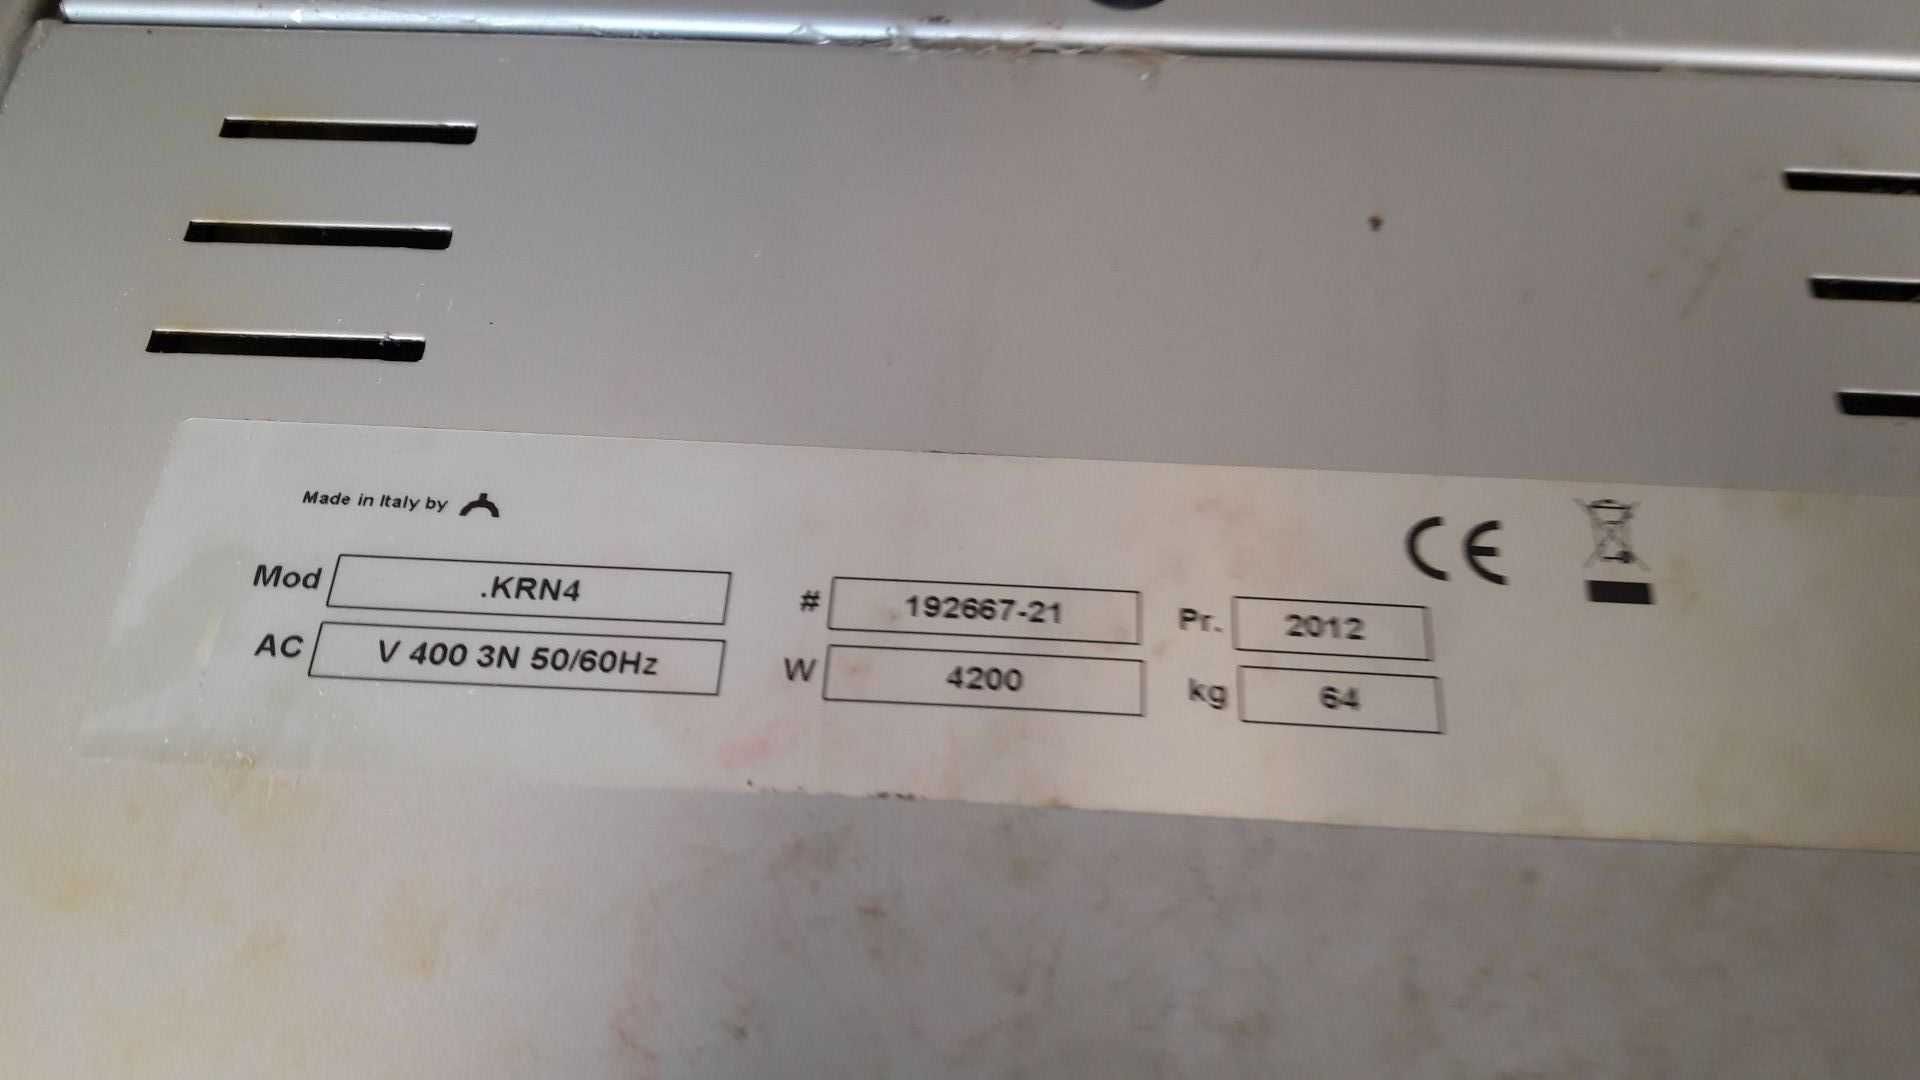 Made in Italy by
CE
Mod .KRN4 # 192667-21 Pr. 2012
AC V 400 3N 50/60Hz W 4200 kg 64